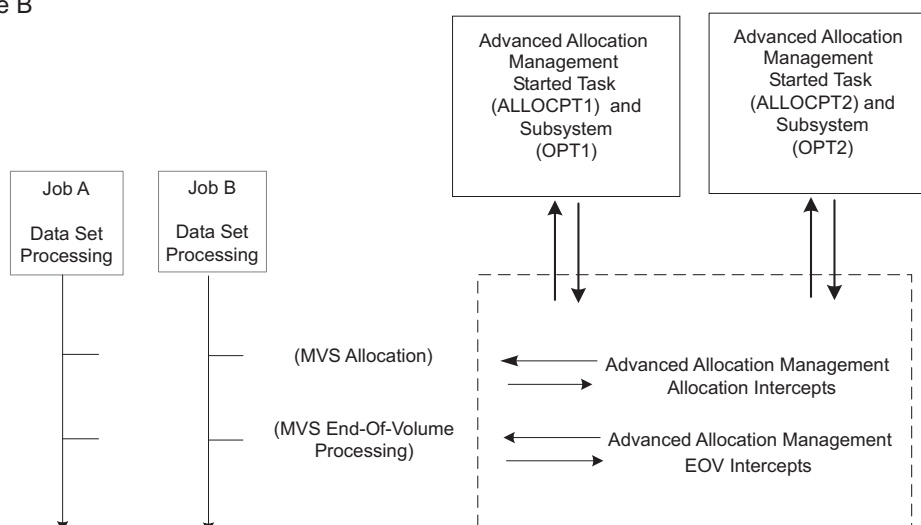 e B
Advanced Allocation
Management
Started Task
(ALLOCPT1) and
Subsystem
(OPT1)
Advanced Allocation
Management
Started Task
(ALLOCPT2) and
Subsystem
(OPT2)
Job A
Data Set
Processing
Job B
Data Set
Processing
(MVS Allocation)
Advanced Allocation Management
Allocation Intercepts
(MVS End-Of-Volume
Processing)
Advanced Allocation Management
EOV Intercepts